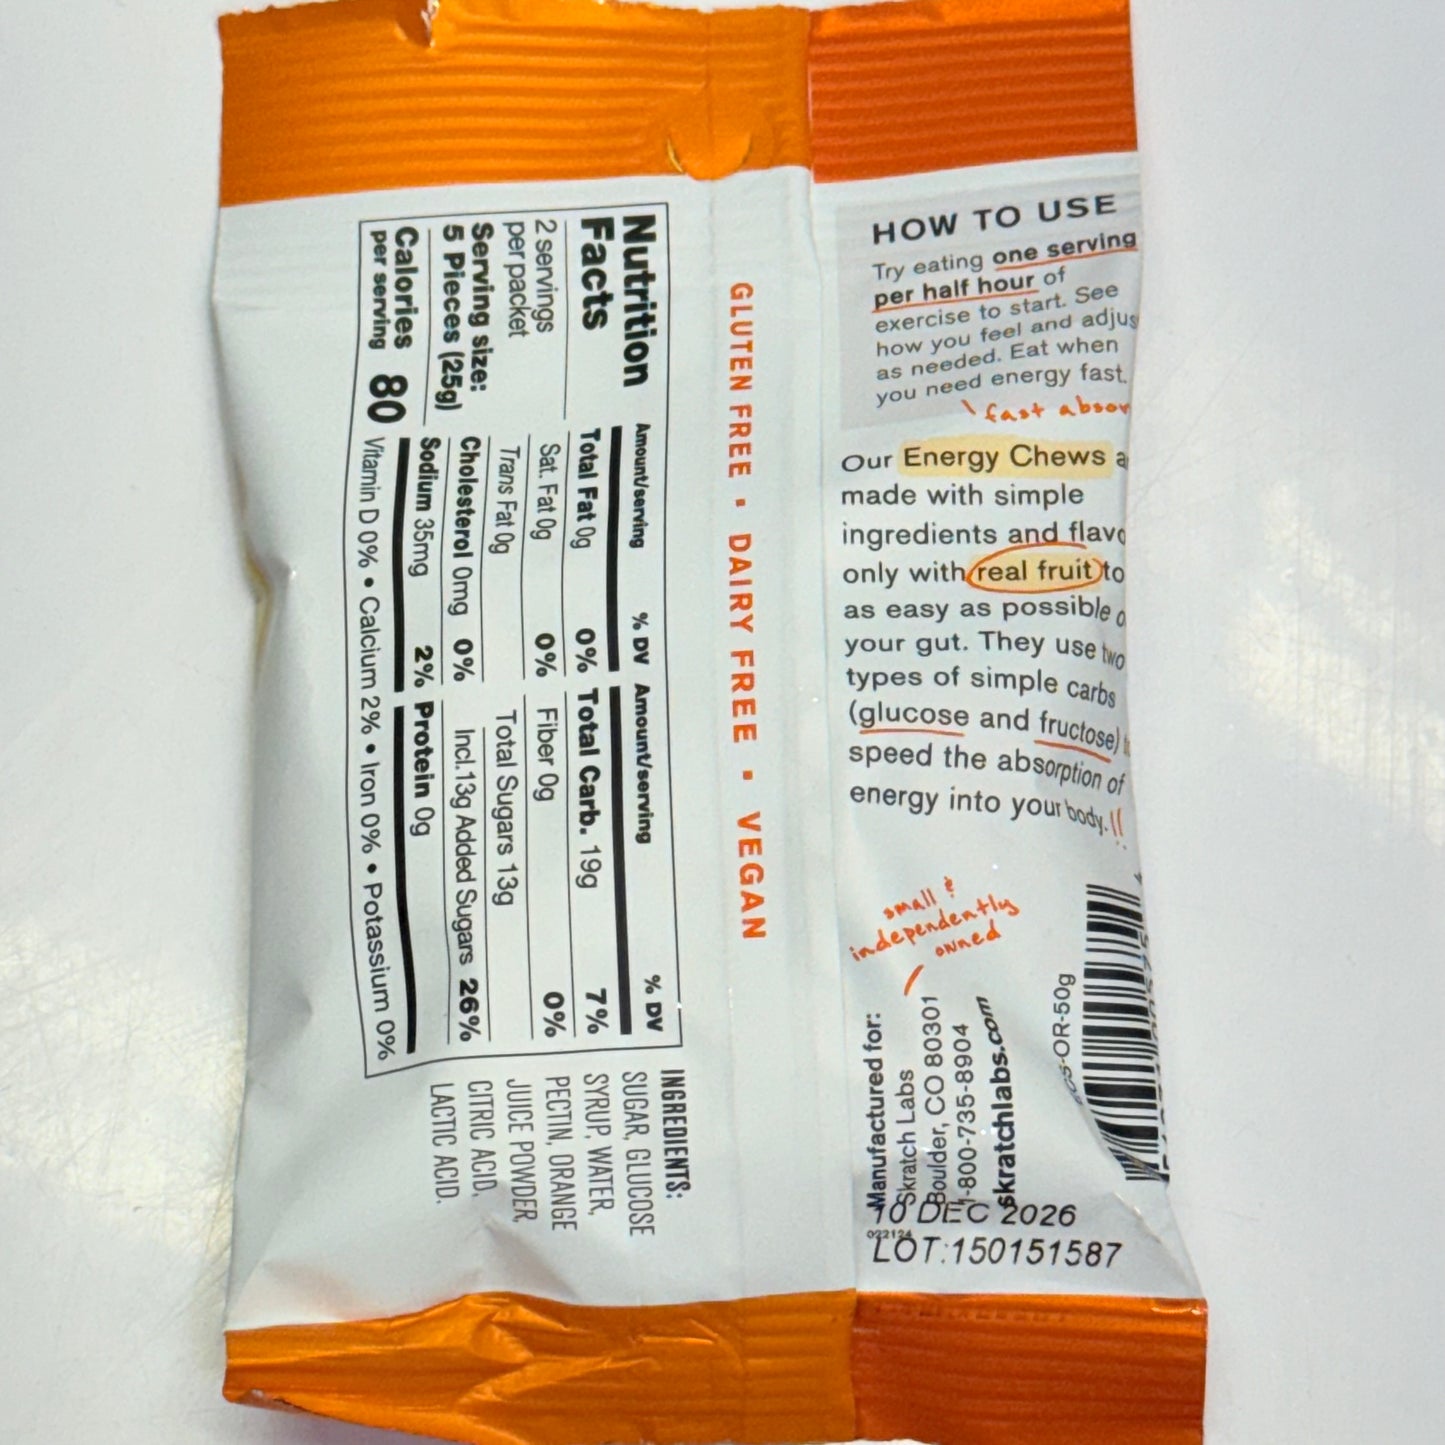 HOW TO USE
Try eating one serving
per half hour of
exercise to start. See
how you feel and adjus
as needed. Eat when
you need energy fast.
fast absor
Our Energy Chews a
made with simple
ingredients and flavo
only with real fruit to
as easy as possible o
your gut. They use two
types of simple carbs
(glucose and fructose)
speed the absorption of
energy into your body.!!
small &
independently
owned
Manufactured for:
Skratch Labs
Boulder, CO 80301
1-800-735-8904
skratchlabs.com
CS-OR-50g
10 DEC 2026
022124
LOT:150151587
GLUTEN FREE ▪ DAIRY FREE ▪ VEGAN
Nutrition
Facts
2 servings
per packet
Serving size:
5 Pieces (25g)
Calories 80
per serving
Amount/serving % DV
Total Fat 0g 0%
Sat. Fat 0g 0%
Trans Fat 0g
Cholesterol 0mg 0%
Sodium 35mg 2%
Amount/serving % DV
Total Carb. 19g 7%
Fiber 0g 0%
Total Sugars 13g
Incl.13g Added Sugars 26%
Protein 0g
Vitamin D 0% • Calcium 2% • Iron 0% • Potassium 0%
INGREDIENTS:
SUGAR, GLUCOSE
SYRUP, WATER,
PECTIN, ORANGE
JUICE POWDER,
CITRIC ACID,
LACTIC ACID.